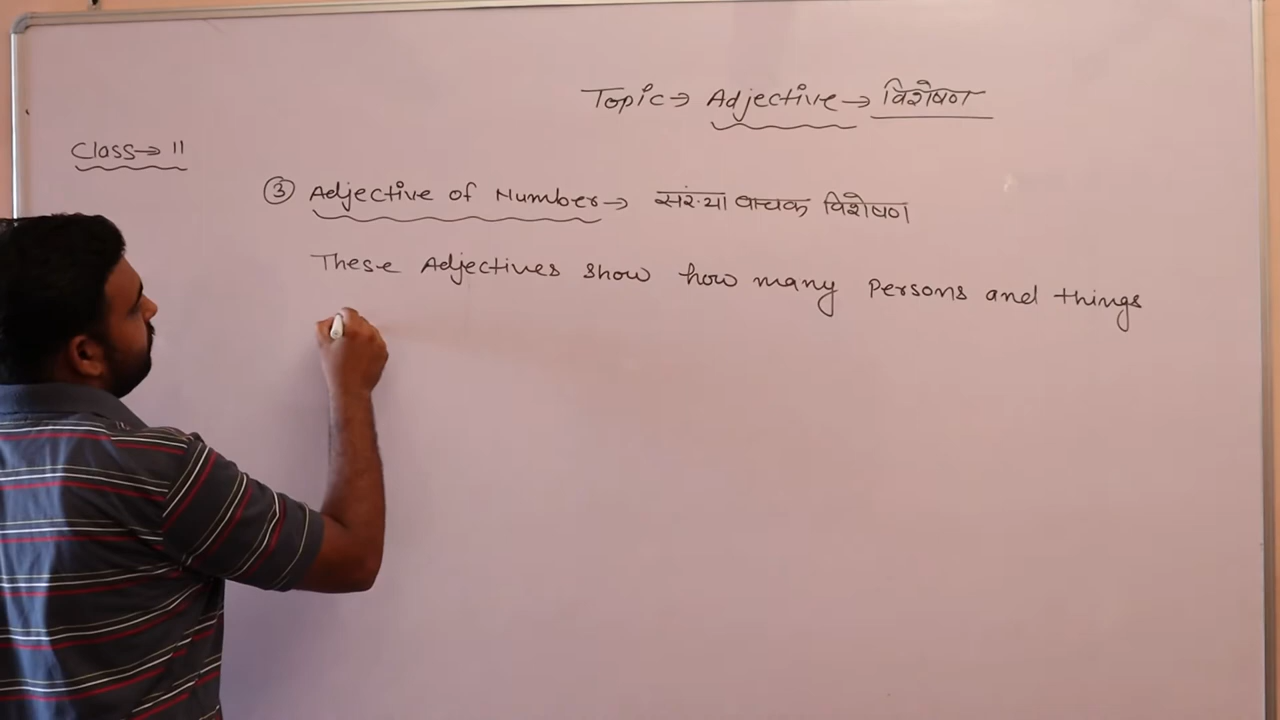 Topic→ Adjective→ विशेषण
Class→ 11
③ Adjective of Number→ संख्या वाचक विशेषण
These Adjectives show how many Persons and things